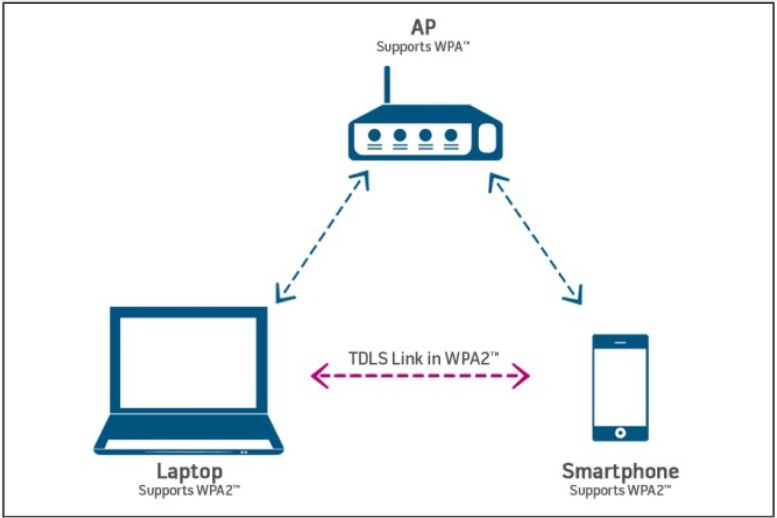 AP
Supports WPA™
TDLS Link in WPA2™
Laptop
Supports WPA2™
Smartphone
Supports WPA2™